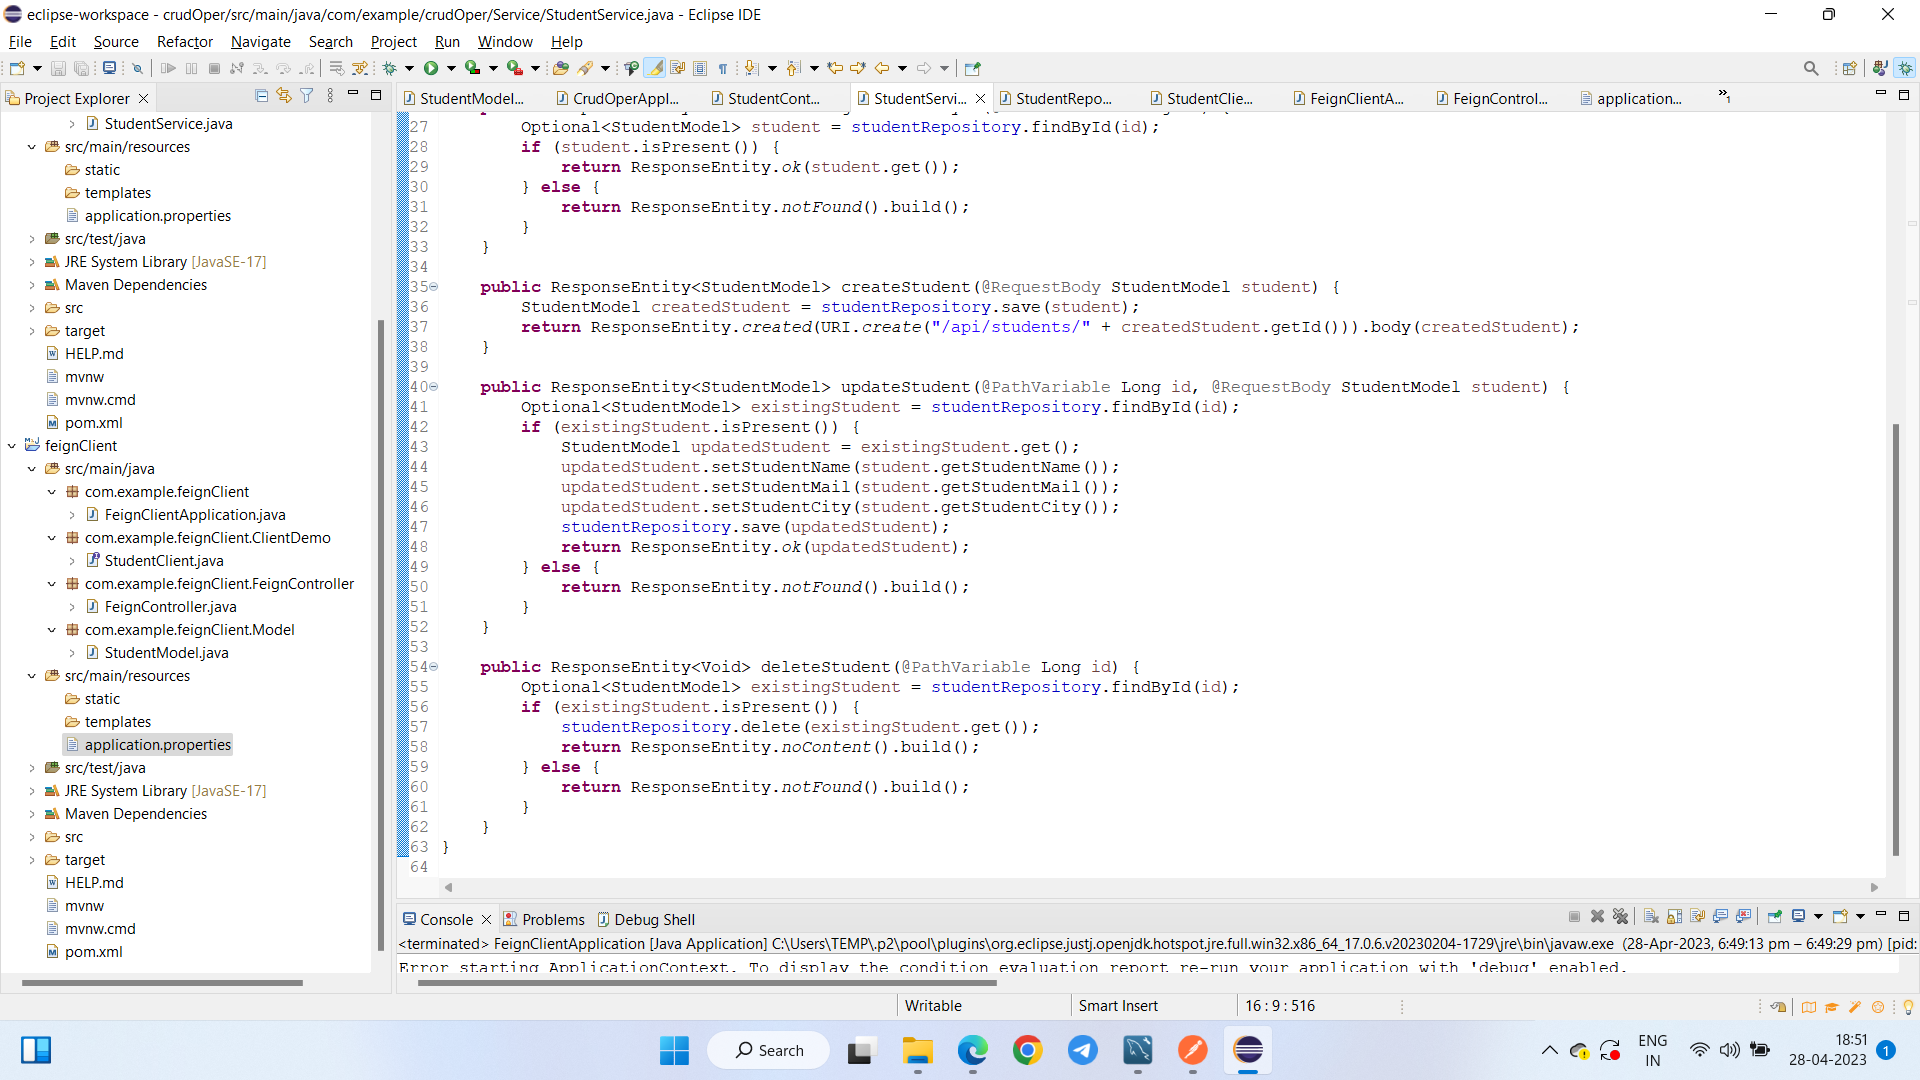 eclipse-workspace - crudOper/src/main/java/com/example/crudOper/Service/StudentService.java - Eclipse IDE
File Edit Source Refactor Navigate Search Project Run Window Help
Project Explorer
StudentService.java
src/main/resources
static
templates
application.properties
src/test/java
JRE System Library [JavaSE-17]
Maven Dependencies
src
target
HELP.md
mvnw
mvnw.cmd
pom.xml
feignClient
src/main/java
com.example.feignClient
FeignClientApplication.java
com.example.feignClient.ClientDemo
StudentClient.java
com.example.feignClient.FeignController
FeignController.java
com.example.feignClient.Model
StudentModel.java
src/main/resources
static
templates
application.properties
src/test/java
JRE System Library [JavaSE-17]
Maven Dependencies
src
target
HELP.md
mvnw
mvnw.cmd
pom.xml
StudentModel... CrudOperAppl... StudentCont... StudentServi... StudentRepo... StudentClie... FeignClientA... FeignControl... application... »1
27 Optional<StudentModel> student = studentRepository.findById(id);
28 if (student.isPresent()) {
29 return ResponseEntity.ok(student.get());
30 } else {
31 return ResponseEntity.notFound().build();
32 }
33 }
34
35 public ResponseEntity<StudentModel> createStudent(@RequestBody StudentModel student) {
36 StudentModel createdStudent = studentRepository.save(student);
37 return ResponseEntity.created(URI.create("/api/students/" + createdStudent.getId())).body(createdStudent);
38 }
39
40 public ResponseEntity<StudentModel> updateStudent(@PathVariable Long id, @RequestBody StudentModel student) {
41 Optional<StudentModel> existingStudent = studentRepository.findById(id);
42 if (existingStudent.isPresent()) {
43 StudentModel updatedStudent = existingStudent.get();
44 updatedStudent.setStudentName(student.getStudentName());
45 updatedStudent.setStudentMail(student.getStudentMail());
46 updatedStudent.setStudentCity(student.getStudentCity());
47 studentRepository.save(updatedStudent);
48 return ResponseEntity.ok(updatedStudent);
49 } else {
50 return ResponseEntity.notFound().build();
51 }
52 }
53
54 public ResponseEntity<Void> deleteStudent(@PathVariable Long id) {
55 Optional<StudentModel> existingStudent = studentRepository.findById(id);
56 if (existingStudent.isPresent()) {
57 studentRepository.delete(existingStudent.get());
58 return ResponseEntity.noContent().build();
59 } else {
60 return ResponseEntity.notFound().build();
61 }
62 }
63 }
64
Console Problems Debug Shell
<terminated> FeignClientApplication [Java Application] C:\Users\TEMP\.p2\pool\plugins\org.eclipse.justj.openjdk.hotspot.jre.full.win32.x86_64_17.0.6.v20230204-1729\jre\bin\javaw.exe (28-Apr-2023, 6:49:13 pm – 6:49:29 pm) [pid:
Error starting ApplicationContext. To display the condition evaluation report re-run your application with 'debug' enabled.
Writable Smart Insert 16 : 9 : 516
Search
ENG
IN
18:51
28-04-2023
1